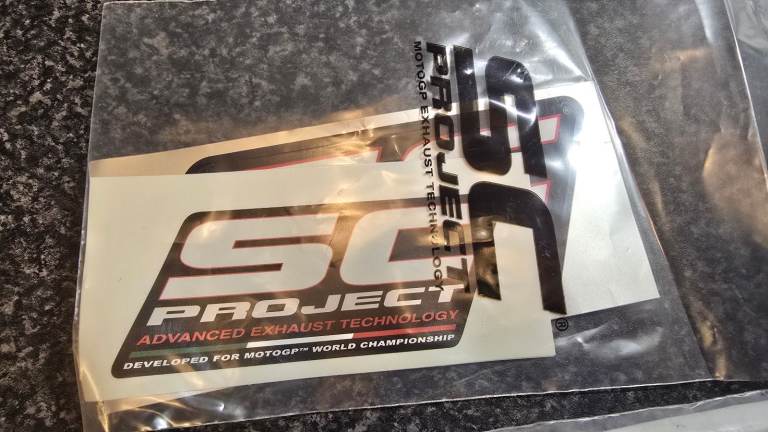 SC
PROJECT
MOTOGP EXHAUST TECHNOLOGY
®
SC
PROJECT
ADVANCED EXHAUST TECHNOLOGY
DEVELOPED FOR MOTOGP™ WORLD CHAMPIONSHIP